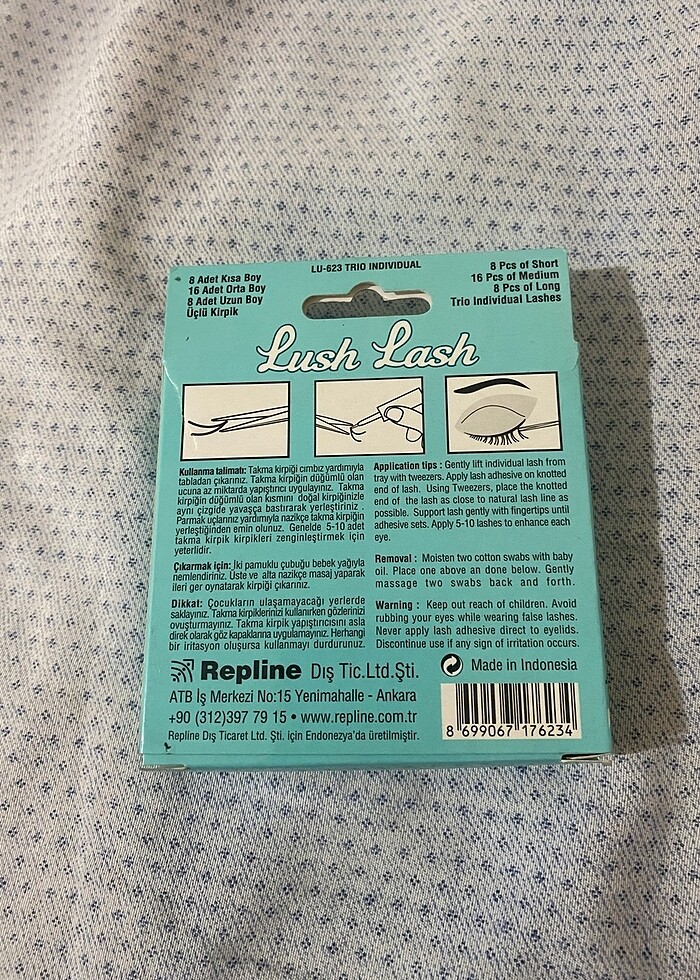 8 Adet Kısa Boy
16 Adet Orta Boy
8 Adet Uzun Boy
Üçlü Kirpik
LU-623 TRIO INDIVIDUAL
8 Pcs of Short
16 Pcs of Medium
8 Pcs of Long
Trio Individual Lashes
Lush Lash
Kullanma talimatı: Takma kirpiği cımbız yardımıyla
tabladan çıkarınız. Takma kirpiğin düğümlü olan
ucuna az miktarda yapıştırıcı uygulayınız. Takma
kirpiğin düğümlü olan kısmını doğal kirpiğinizle
aynı çizgide yavaşça bastırarak yerleştiriniz .
Parmak uçlarınız yardımıyla nazikçe takma kirpiğin
yerleştiğinden emin olunuz. Genelde 5-10 adet
takma kirpik kirpikleri zenginleştirmek için
yeterlidir.
Çıkarmak için: İki pamuklu çubuğu bebek yağıyla
nemlendiriniz. Üste ve alta nazikçe masaj yaparak
ileri ger oynatarak kirpiği çıkarınız.
Dikkat: Çocukların ulaşamayacağı yerlerde
saklayınız. Takma kirpiklerinizi kullanırken gözlerinizi
ovuşturmayınız. Takma kirpik yapıştırıcısını asla
direk olarak göz kapaklarına uygulamayınız. Herhangi
bir iritasyon oluşursa kullanmayı durdurunuz.
Application tips : Gently lift individual lash from
tray with tweezers. Apply lash adhesive on knotted
end of lash. Using Tweezers, place the knotted
end of the lash as close to natural lash line as
possible. Support lash gently with fingertips until
adhesive sets. Apply 5-10 lashes to enhance each
eye.
Removal : Moisten two cotton swabs with baby
oil. Place one above an done below. Gently
massage two swabs back and forth.
Warning : Keep out reach of children. Avoid
rubbing your eyes while wearing false lashes.
Never apply lash adhesive direct to eyelids.
Discontinue use if any sign of irritation occurs.
Repline Dış Tic.Ltd.Şti.
ATB İş Merkezi No:15 Yenimahalle - Ankara
+90 (312)397 79 15 • www.repline.com.tr
Repline Dış Ticaret Ltd. Şti. için Endonezya'da üretilmiştir.
Made in Indonesia
8 699067 176234